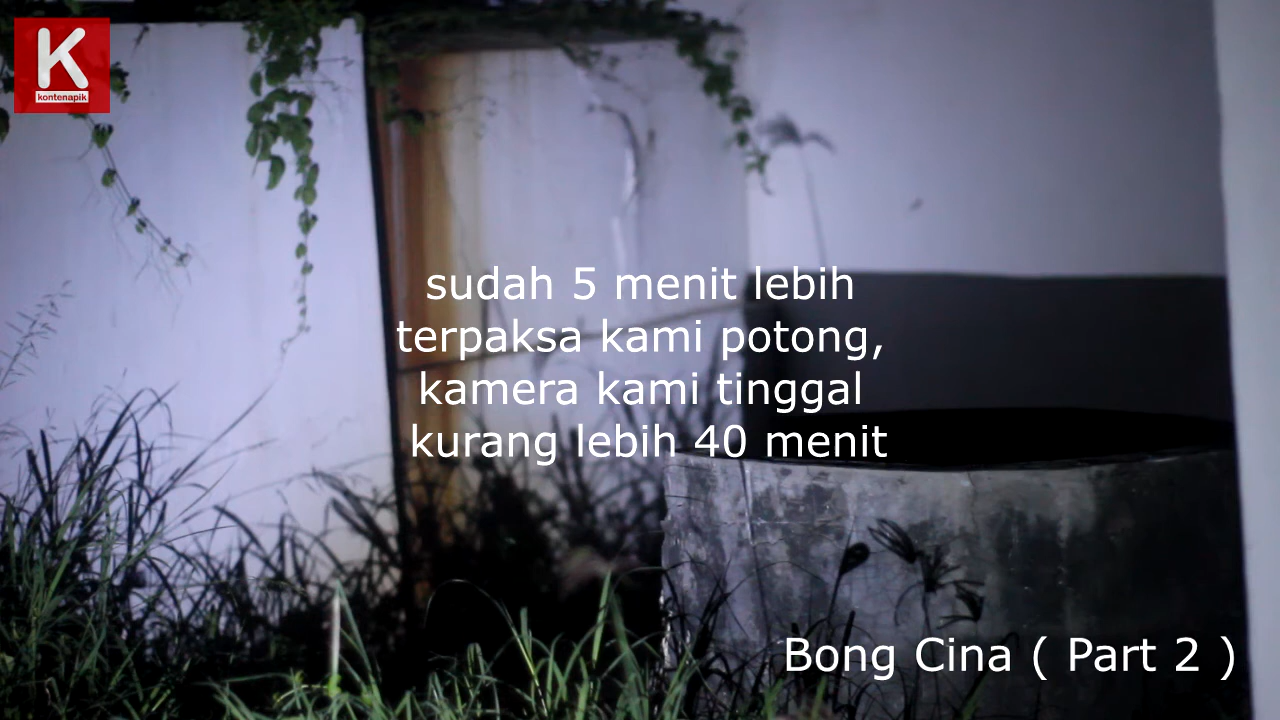 K
kontenapik
sudah 5 menit lebih
terpaksa kami potong,
kamera kami tinggal
kurang lebih 40 menit
Bong Cina ( Part 2 )